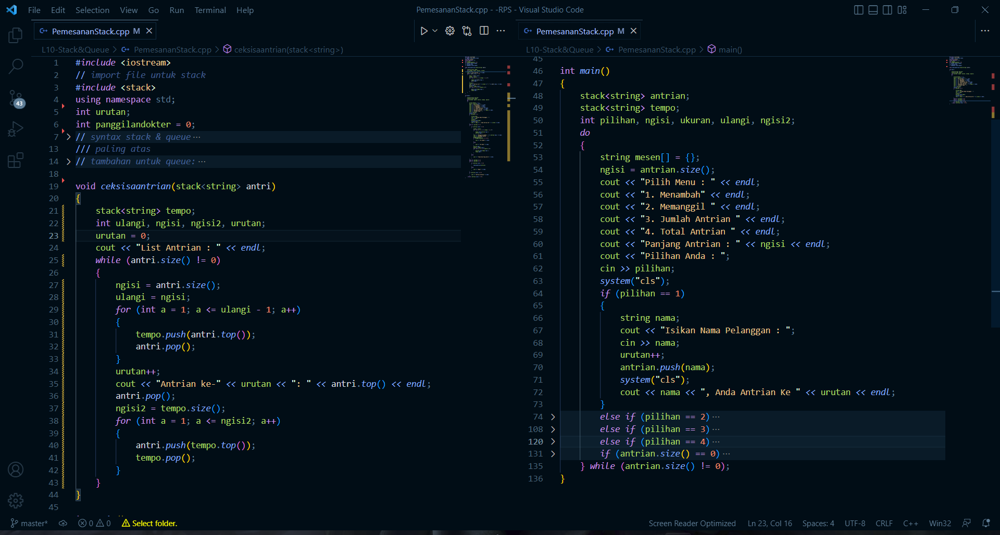 File Edit Selection View Go Run Terminal Help
PemesananStack.cpp - -RPS - Visual Studio Code
PemesananStack.cpp M
L10-Stack&Queue > PemesananStack.cpp > ceksisaantrian(stack<string>)
1 #include <iostream>
2 // import file untuk stack
3 #include <stack>
4 using namespace std;
5 int urutan;
6 int panggilandokter = 0;
7 // syntax stack & queue ···
13 /// paling atas
14 // tambahan untuk queue: ···
18
19 void ceksisaantrian(stack<string> antri)
20 {
21 stack<string> tempo;
22 int ulangi, ngisi, ngisi2, urutan;
23 urutan = 0;
24 cout << "List Antrian : " << endl;
25 while (antri.size() != 0)
26 {
27 ngisi = antri.size();
28 ulangi = ngisi;
29 for (int a = 1; a <= ulangi - 1; a++)
30 {
31 tempo.push(antri.top());
32 antri.pop();
33 }
34 urutan++;
35 cout << "Antrian ke-" << urutan << ": " << antri.top() << endl;
36 antri.pop();
37 ngisi2 = tempo.size();
38 for (int a = 1; a <= ngisi2; a++)
39 {
40 antri.push(tempo.top());
41 tempo.pop();
42 }
43 }
44 }
45
PemesananStack.cpp M
L10-Stack&Queue > PemesananStack.cpp > main()
45
46 int main()
47 {
48 stack<string> antrian;
49 stack<string> tempo;
50 int pilihan, ngisi, ukuran, ulangi, ngisi2;
51 do
52 {
53 string mesen[] = {};
54 ngisi = antrian.size();
55 cout << "Pilih Menu : " << endl;
56 cout << "1. Menambah" << endl;
57 cout << "2. Memanggil " << endl;
58 cout << "3. Jumlah Antrian " << endl;
59 cout << "4. Total Antrian " << endl;
60 cout << "Panjang Antrian : " << ngisi << endl;
61 cout << "Pilihan Anda : ";
62 cin >> pilihan;
63 system("cls");
64 if (pilihan == 1)
65 {
66 string nama;
67 cout << "Isikan Nama Pelanggan : ";
68 cin >> nama;
69 urutan++;
70 antrian.push(nama);
71 system("cls");
72 cout << nama << ", Anda Antrian Ke " << urutan << endl;
73 }
74 else if (pilihan == 2) ···
108 else if (pilihan == 3) ···
120 else if (pilihan == 4) ···
131 if (antrian.size() == 0) ···
135 } while (antrian.size() != 0);
136 }
43
master* 0 0 Select folder.
Screen Reader Optimized Ln 23, Col 16 Spaces: 4 UTF-8 CRLF C++ Win32